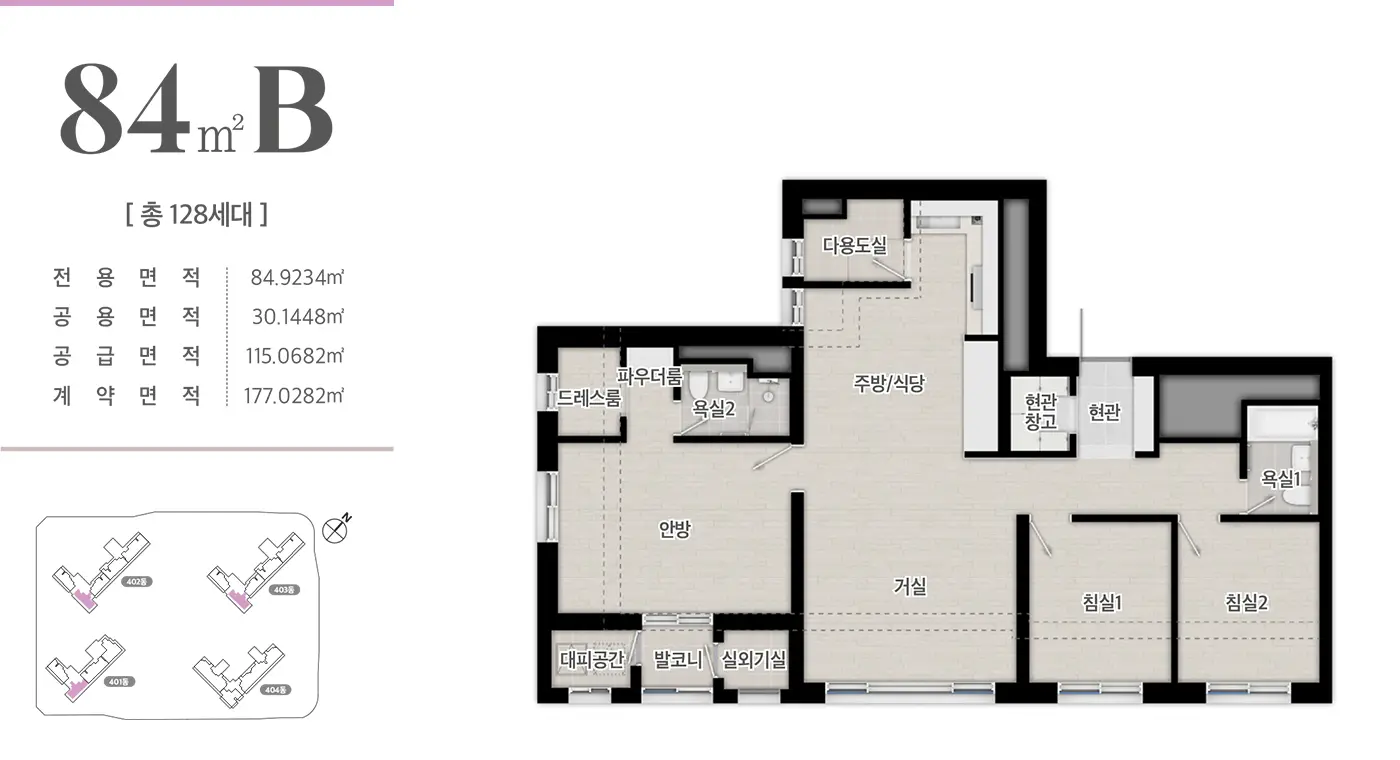 84㎡ B
[ 총 128세대 ]
전 용 면 적 84.9234㎡
공 용 면 적 30.1448㎡
공 급 면 적 115.0682㎡
계 약 면 적 177.0282㎡
N
402동
403동
401동
404동
다용도실
파우더룸
드레스룸
욕실2
주방/식당
현관
창고
현관
욕실1
안방
거실
침실1
침실2
대피공간
발코니
실외기실